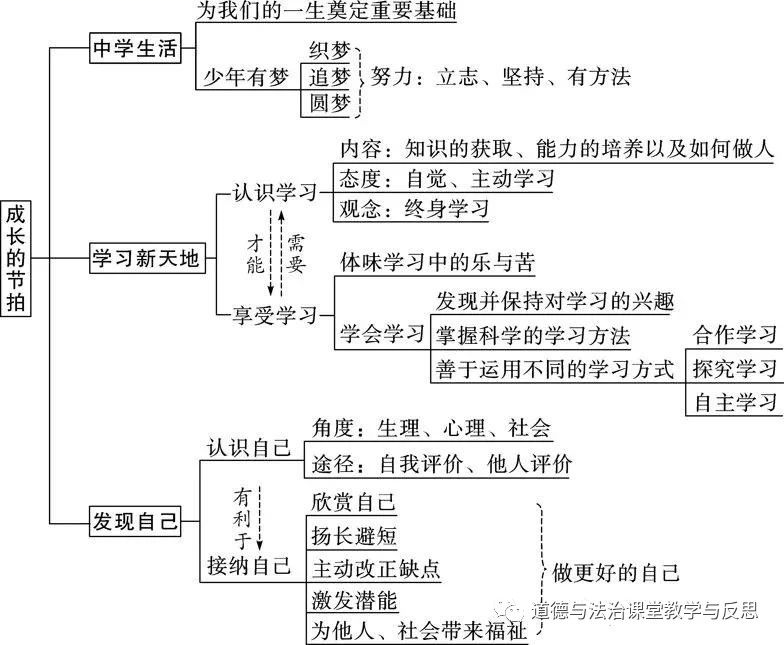 为我们的一生奠定重要基础
中学生活
少年有梦
织梦
追梦
圆梦
努力：立志、坚持、有方法
成长的节拍
学习新天地
认识学习
内容：知识的获取、能力的培养以及如何做人
态度：自觉、主动学习
观念：终身学习
才能
需要
享受学习
体味学习中的乐与苦
学会学习
发现并保持对学习的兴趣
掌握科学的学习方法
善于运用不同的学习方式
合作学习
探究学习
自主学习
发现自己
认识自己
角度：生理、心理、社会
途径：自我评价、他人评价
有利于
接纳自己
欣赏自己
扬长避短
主动改正缺点
激发潜能
为他人、社会带来福祉
做更好的自己
道德与法治课堂教学与反思